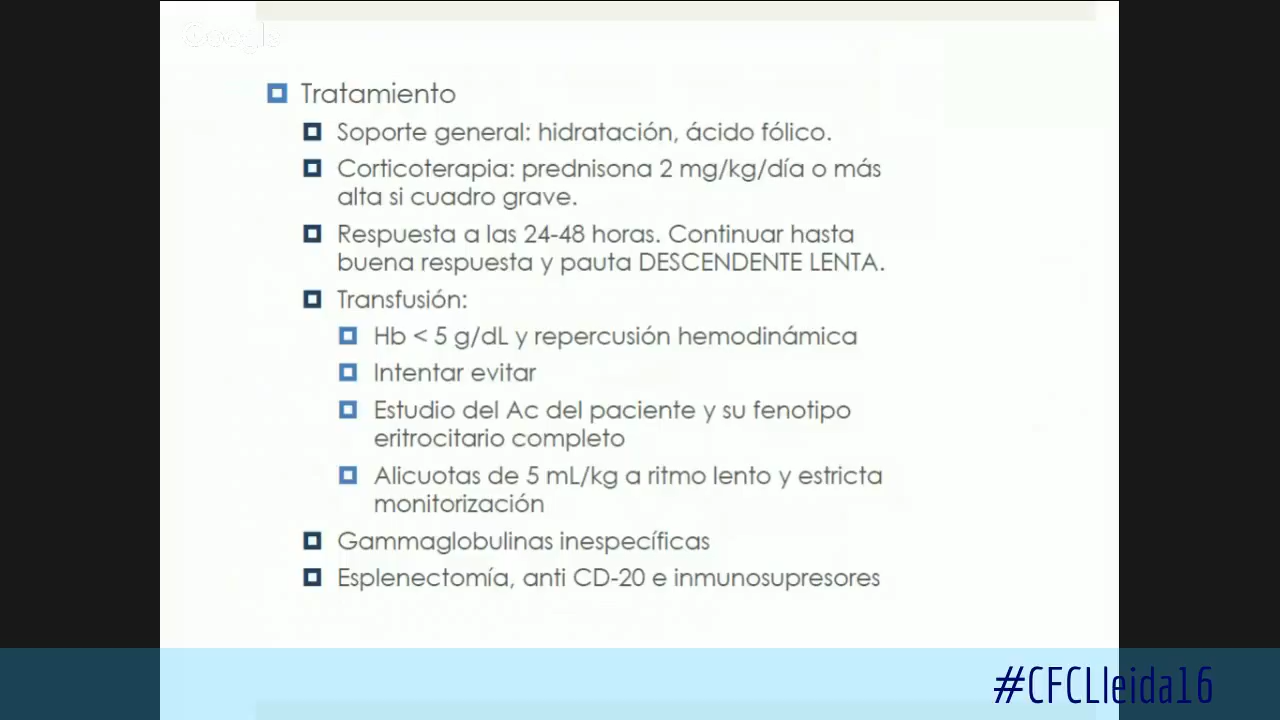 Google
Tratamiento
Soporte general: hidratación, ácido fólico.
Corticoterapia: prednisona 2 mg/kg/día o más
alta si cuadro grave.
Respuesta a las 24-48 horas. Continuar hasta
buena respuesta y pauta DESCENDENTE LENTA.
Transfusión:
Hb < 5 g/dL y repercusión hemodinámica
Intentar evitar
Estudio del Ac del paciente y su fenotipo
eritrocitario completo
Alicuotas de 5 mL/kg a ritmo lento y estricta
monitorización
Gammaglobulinas inespecíficas
Esplenectomía, anti CD-20 e inmunosupresores
#CFCLleida16